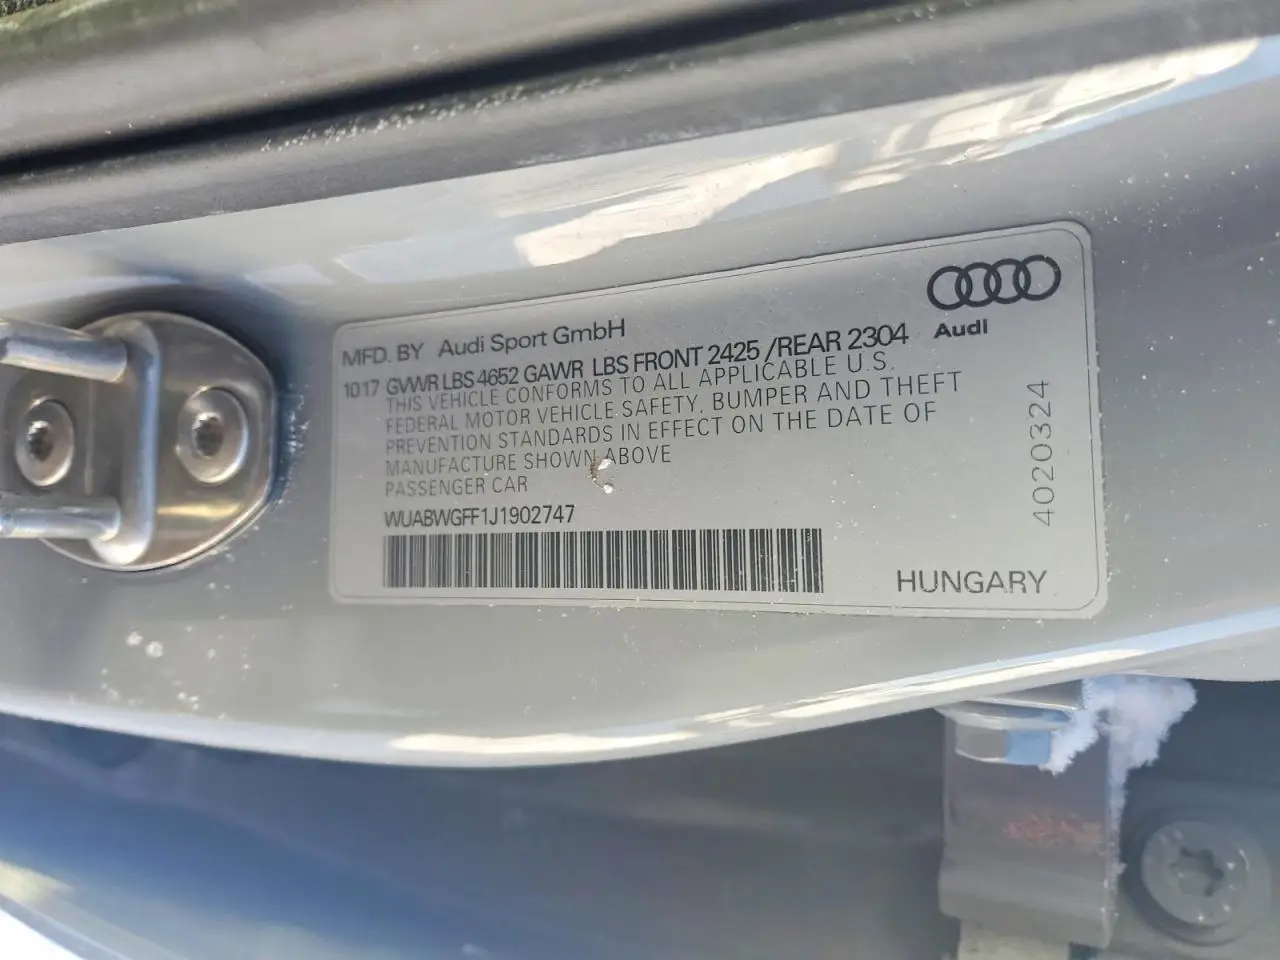 MFD. BY Audi Sport GmbH
1017 GVWR LBS 4652 GAWR LBS FRONT 2425 /REAR 2304
THIS VEHICLE CONFORMS TO ALL APPLICABLE U.S.
FEDERAL MOTOR VEHICLE SAFETY, BUMPER AND THEFT
PREVENTION STANDARDS IN EFFECT ON THE DATE OF
MANUFACTURE SHOWN ABOVE
PASSENGER CAR
WUABWGFF1J1902747
Audi
4020324
HUNGARY